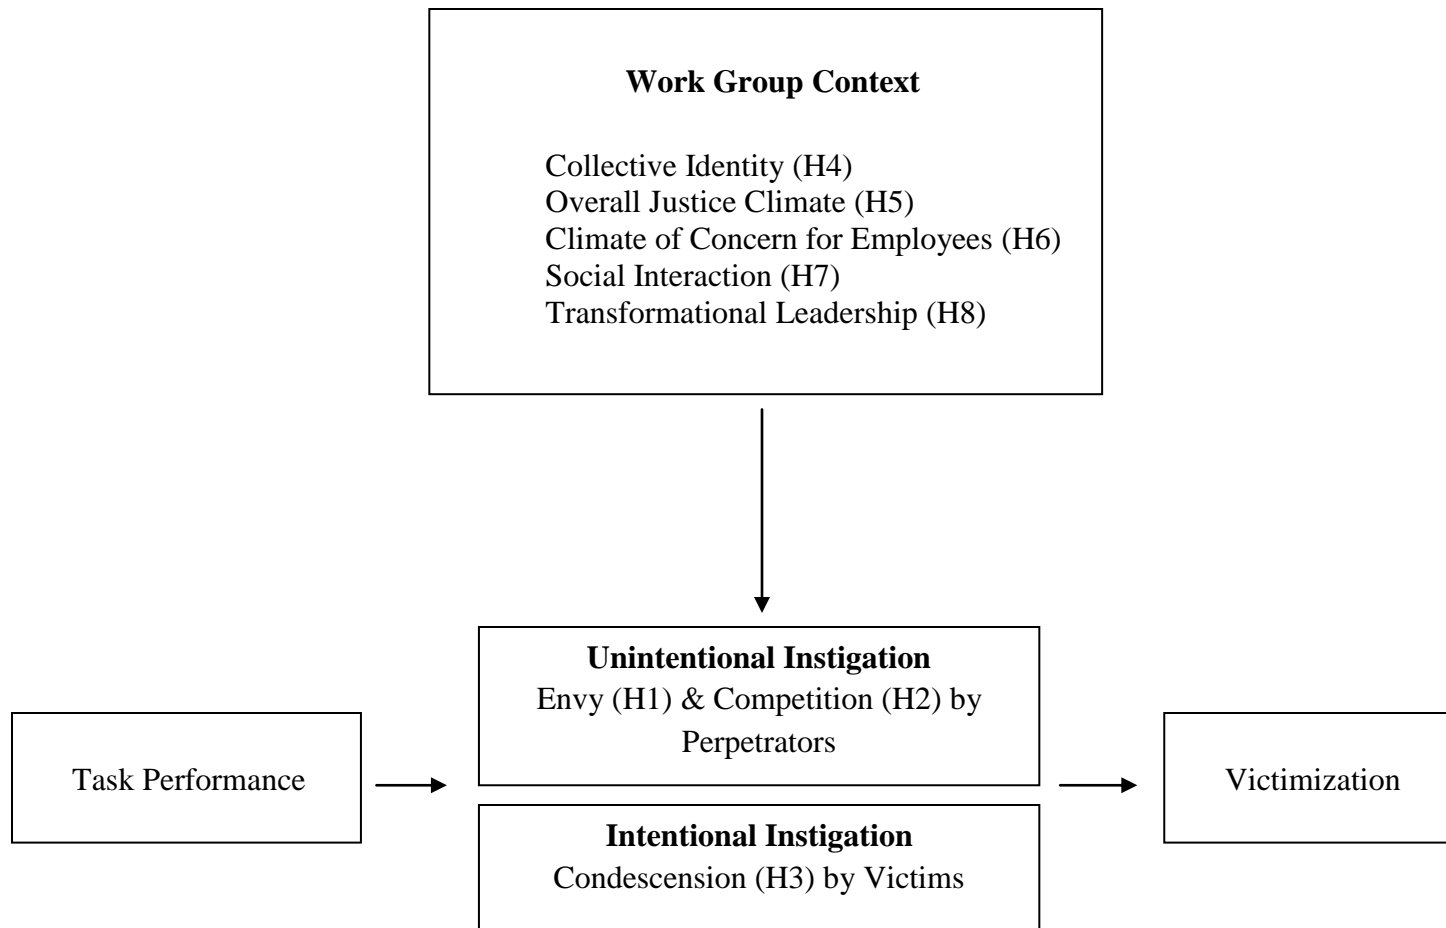 Work Group Context
Collective Identity (H4)
Overall Justice Climate (H5)
Climate of Concern for Employees (H6)
Social Interaction (H7)
Transformational Leadership (H8)
Unintentional Instigation
Envy (H1) & Competition (H2) by
Perpetrators
Task Performance
Victimization
Intentional Instigation
Condescension (H3) by Victims